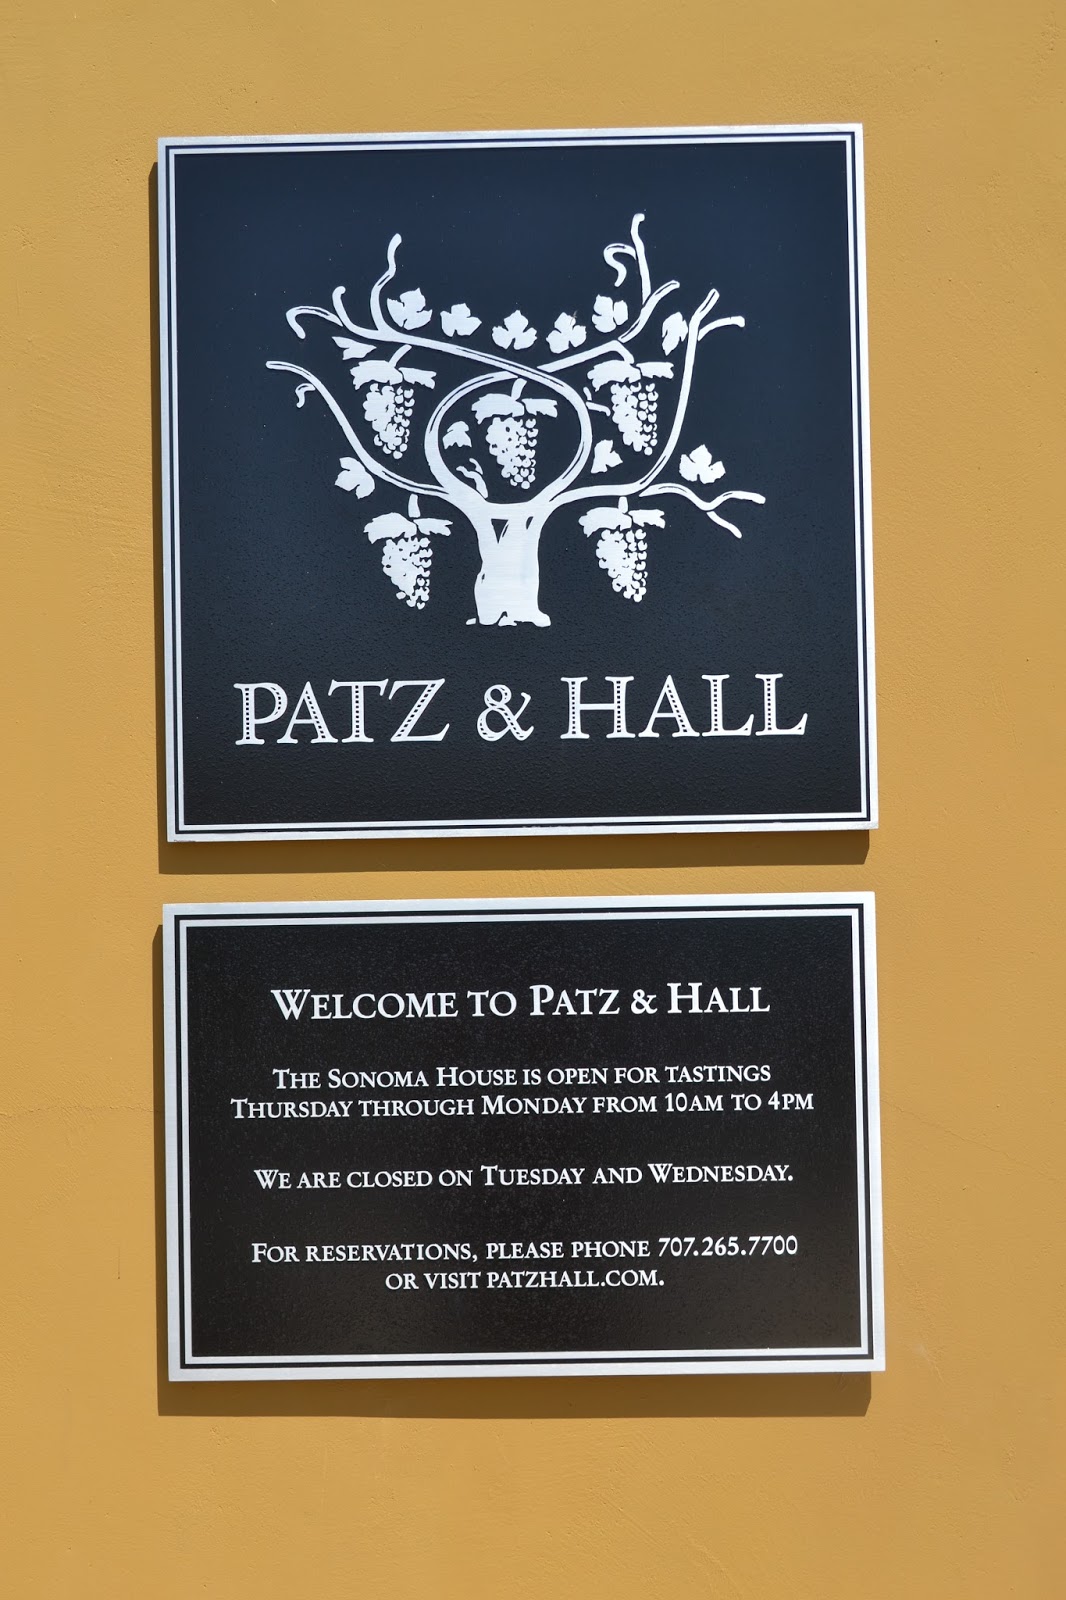 PATZ & HALL
WELCOME TO PATZ & HALL
THE SONOMA HOUSE IS OPEN FOR TASTINGS
THURSDAY THROUGH MONDAY FROM 10AM TO 4PM
WE ARE CLOSED ON TUESDAY AND WEDNESDAY.
FOR RESERVATIONS, PLEASE PHONE 707.265.7700
OR VISIT PATZHALL.COM.